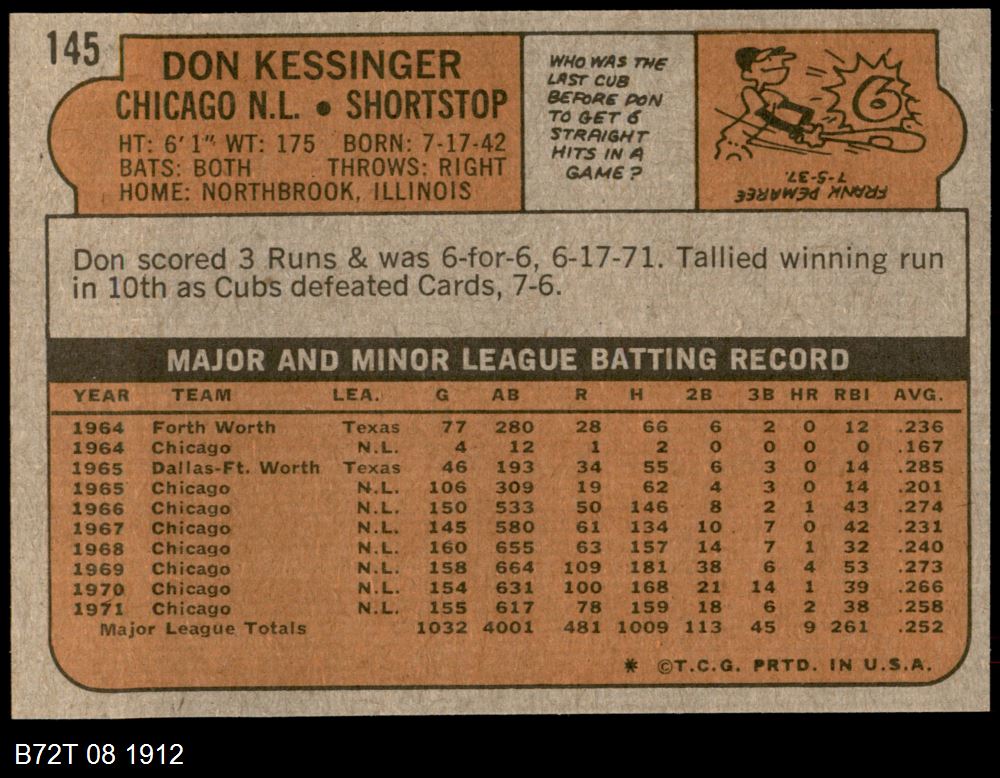 145
DON KESSINGER
CHICAGO N.L. • SHORTSTOP
HT: 6'1" WT: 175 BORN: 7-17-42
BATS: BOTH THROWS: RIGHT
HOME: NORTHBROOK, ILLINOIS
WHO WAS THE
LAST CUB
BEFORE DON
TO GET 6
STRAIGHT
HITS IN A
GAME?
6
FRANK DEMAREE
7-5-37.
Don scored 3 Runs & was 6-for-6, 6-17-71. Tallied winning run
in 10th as Cubs defeated Cards, 7-6.
MAJOR AND MINOR LEAGUE BATTING RECORD
YEAR TEAM LEA. G AB R H 2B 3B HR RBI AVG.
1964 Forth Worth Texas 77 280 28 66 6 2 0 12 .236
1964 Chicago N.L. 4 12 1 2 0 0 0 0 .167
1965 Dallas-Ft. Worth Texas 46 193 34 55 6 3 0 14 .285
1965 Chicago N.L. 106 309 19 62 4 3 0 14 .201
1966 Chicago N.L. 150 533 50 146 8 2 1 43 .274
1967 Chicago N.L. 145 580 61 134 10 7 0 42 .231
1968 Chicago N.L. 160 655 63 157 14 7 1 32 .240
1969 Chicago N.L. 158 664 109 181 38 6 4 53 .273
1970 Chicago N.L. 154 631 100 168 21 14 1 39 .266
1971 Chicago N.L. 155 617 78 159 18 6 2 38 .258
Major League Totals 1032 4001 481 1009 113 45 9 261 .252
* ©T.C.G. PRTD. IN U.S.A.
B72T 08 1912